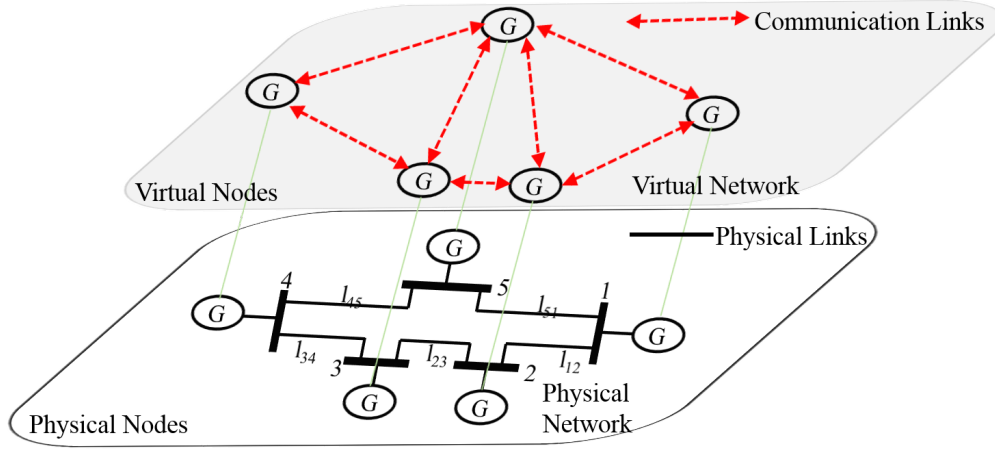 G
Communication Links
G
G
G
G
Virtual Nodes
Virtual Network
G
Physical Links
4
5
1
G
l45
l51
G
l34
3
l23
2
l12
G
G
Physical
Network
Physical Nodes